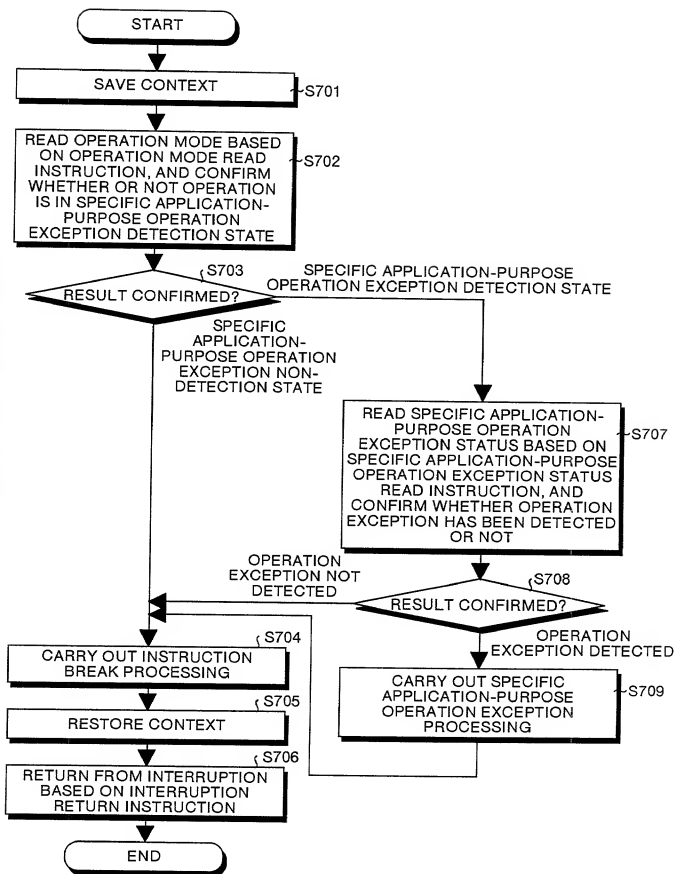 START
SAVE CONTEXT
S701
READ OPERATION MODE BASED
ON OPERATION MODE READ
INSTRUCTION, AND CONFIRM
WHETHER OR NOT OPERATION
IS IN SPECIFIC APPLICATION-
PURPOSE OPERATION
EXCEPTION DETECTION STATE
S702
S703
RESULT CONFIRMED?
SPECIFIC APPLICATION-PURPOSE
OPERATION EXCEPTION DETECTION STATE
SPECIFIC
APPLICATION-
PURPOSE OPERATION
EXCEPTION NON-
DETECTION STATE
READ SPECIFIC APPLICATION-
PURPOSE OPERATION
EXCEPTION STATUS BASED ON
SPECIFIC APPLICATION-PURPOSE
OPERATION EXCEPTION STATUS
READ INSTRUCTION, AND
CONFIRM WHETHER OPERATION
EXCEPTION HAS BEEN DETECTED
OR NOT
S707
OPERATION
EXCEPTION NOT
DETECTED
S708
RESULT CONFIRMED?
OPERATION
EXCEPTION DETECTED
S704
CARRY OUT INSTRUCTION
BREAK PROCESSING
CARRY OUT SPECIFIC
APPLICATION-PURPOSE
OPERATION EXCEPTION
PROCESSING
S709
S705
RESTORE CONTEXT
S706
RETURN FROM INTERRUPTION
BASED ON INTERRUPTION
RETURN INSTRUCTION
END